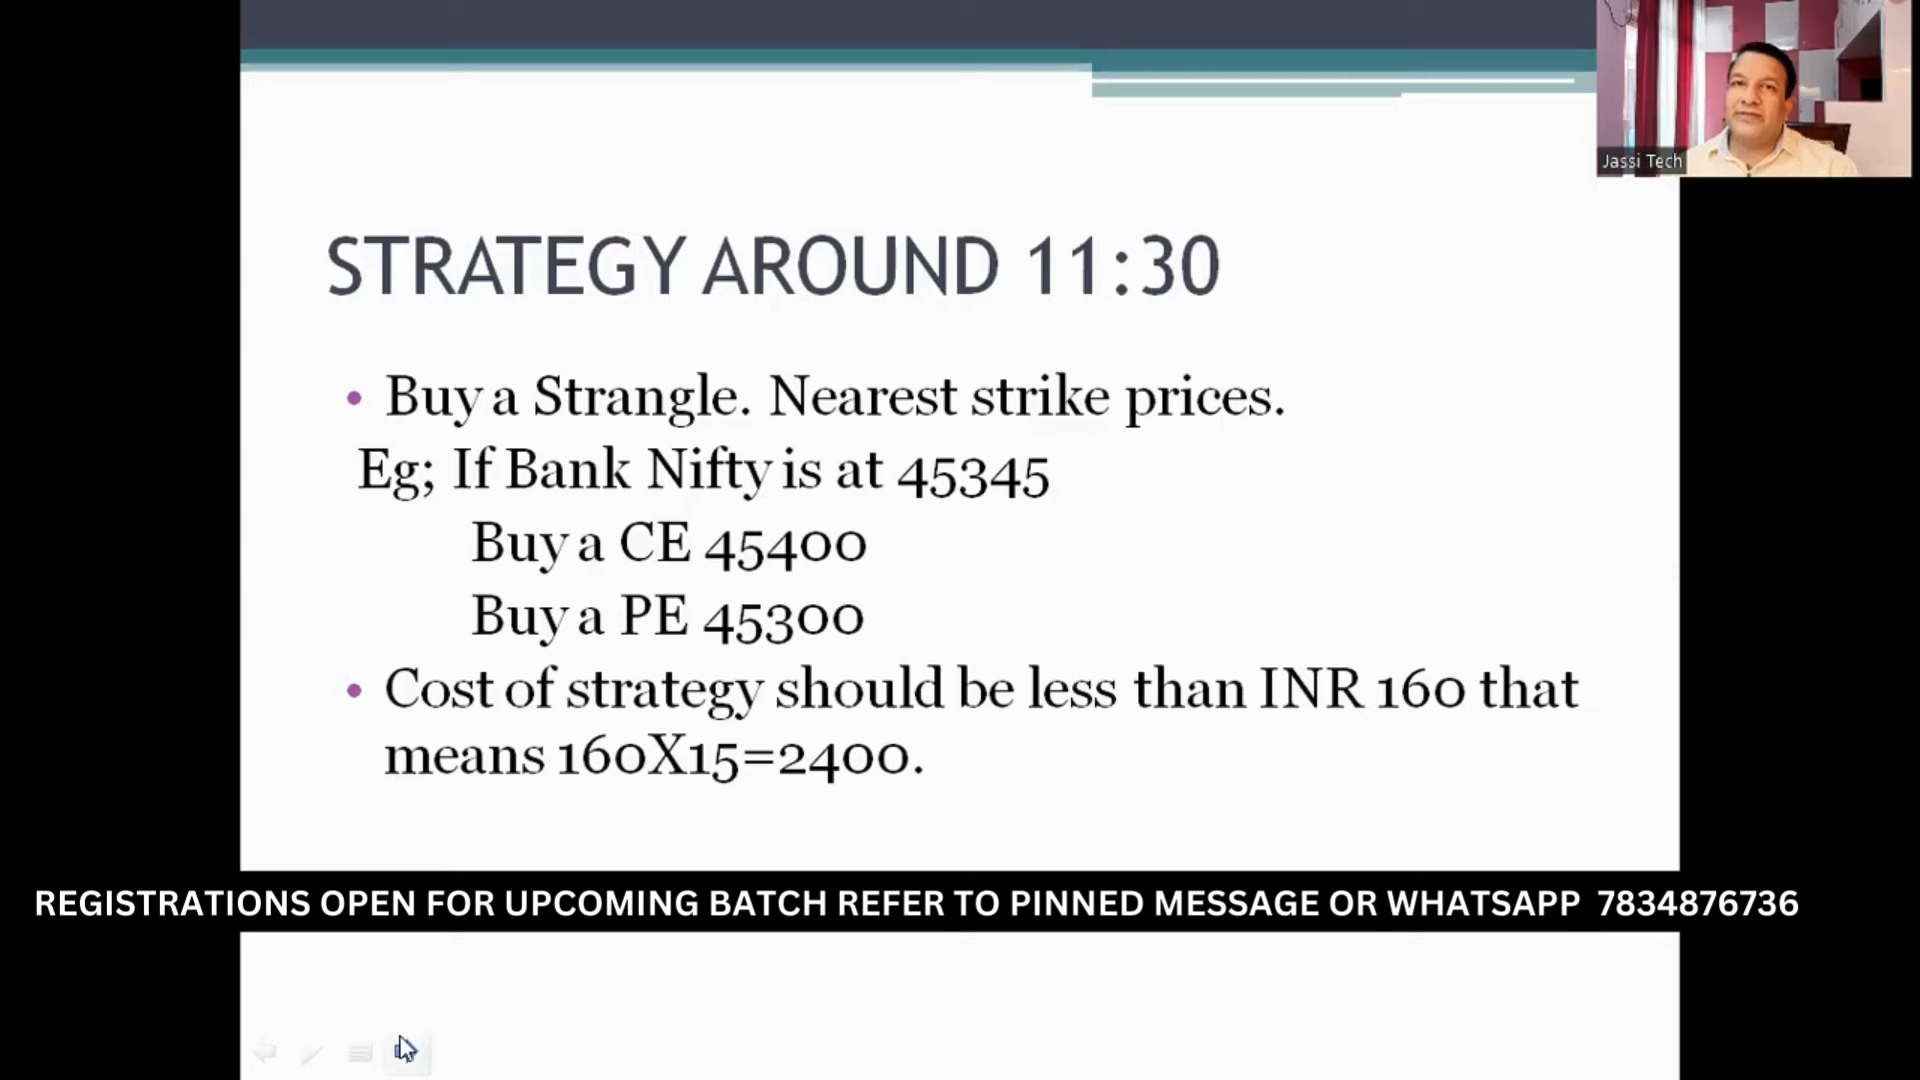 Jassi Tech
STRATEGY AROUND 11:30
• Buy a Strangle. Nearest strike prices.
Eg; If Bank Nifty is at 45345
Buy a CE 45400
Buy a PE 45300
• Cost of strategy should be less than INR 160 that
means 160X15=2400.
REGISTRATIONS OPEN FOR UPCOMING BATCH REFER TO PINNED MESSAGE OR WHATSAPP 7834876736